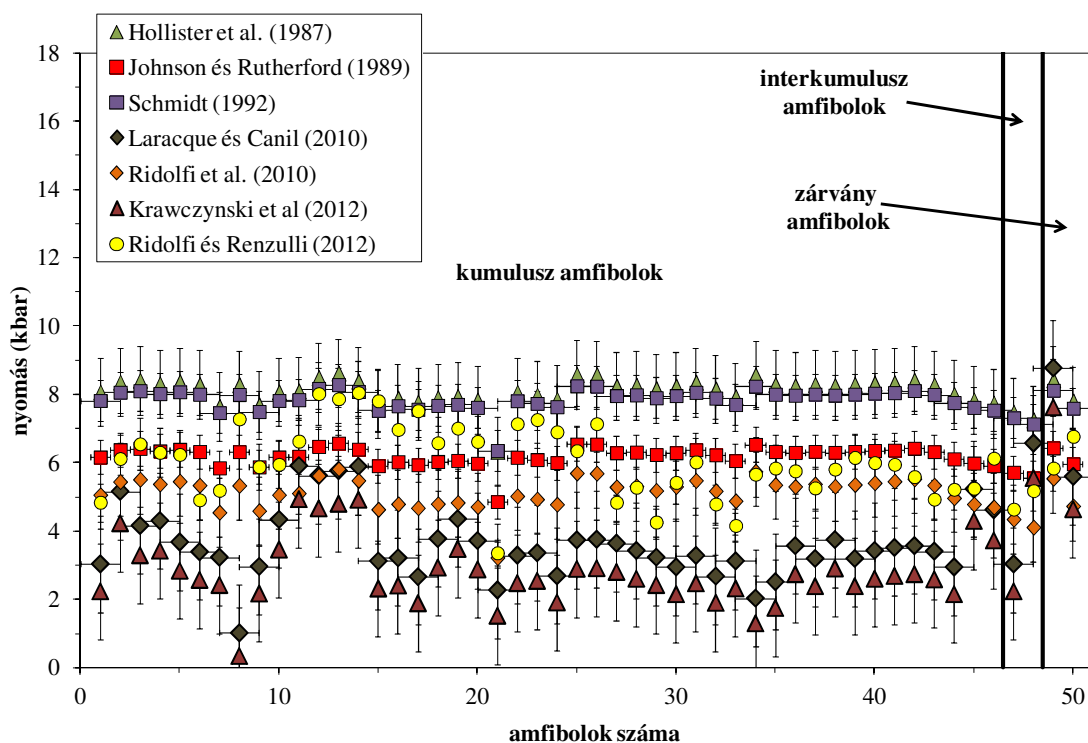 Hollister et al. (1987)
Johnson és Rutherford (1989)
Schmidt (1992)
Laracque és Canil (2010)
Ridolfi et al. (2010)
Krawczynski et al (2012)
Ridolfi és Renzulli (2012)
interkumulusz
amfibolok
zárvány
amfibolok
kumulusz amfibolok
nyomás (kbar)
18
16
14
12
10
8
6
4
2
0
0 10 20 30 40 50
amfibolok száma